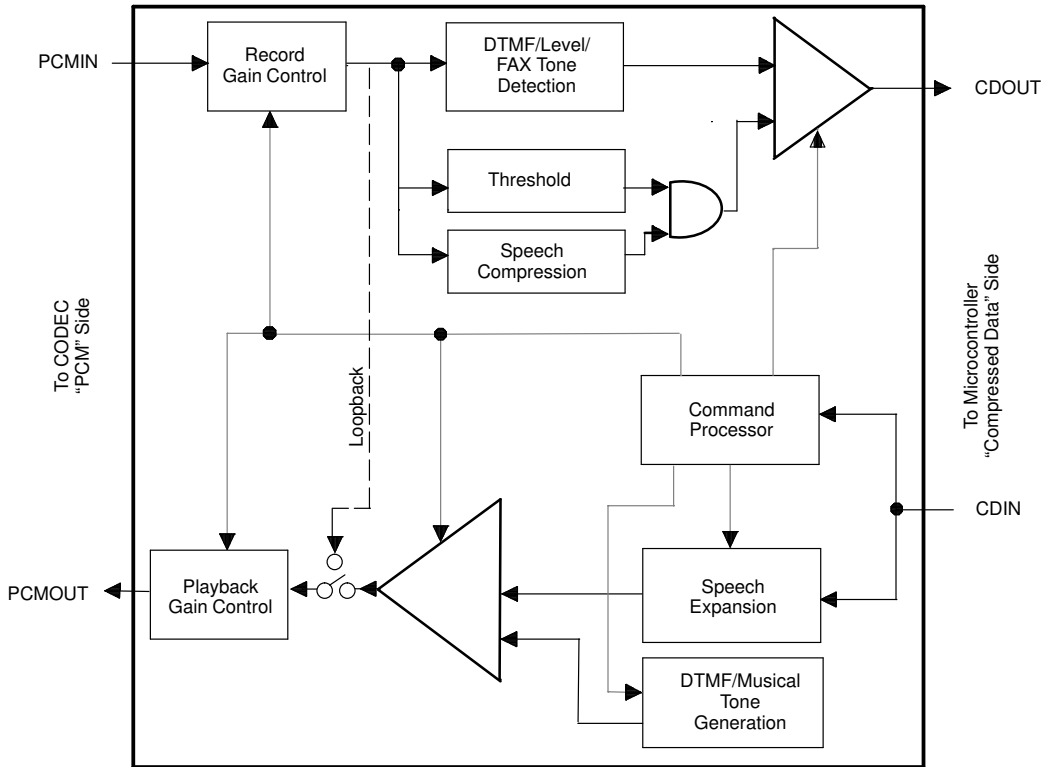 PCMIN
Record
Gain Control
DTMF/Level/
FAX Tone
Detection
CDOUT
Threshold
Speech
Compression
To CODEC
“PCM” Side
Loopback
To Microcontroller
“Compressed Data” Side
Command
Processor
CDIN
PCMOUT
Playback
Gain Control
Speech
Expansion
DTMF/Musical
Tone
Generation